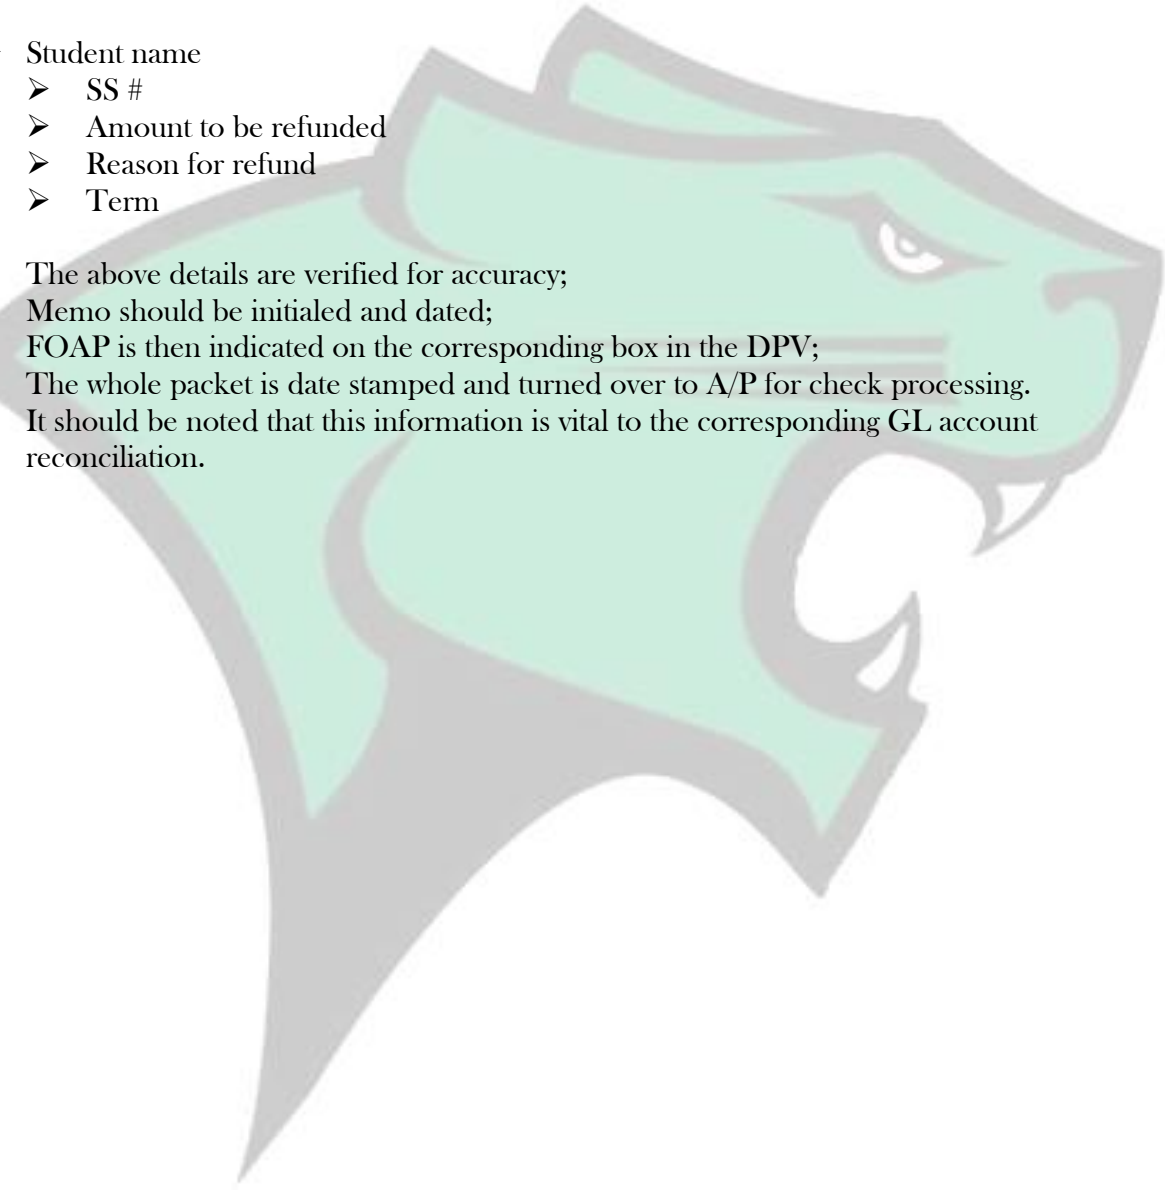 Student name
➢ SS #
➢ Amount to be refunded
➢ Reason for refund
➢ Term
The above details are verified for accuracy;
Memo should be initialed and dated;
FOAP is then indicated on the corresponding box in the DPV;
The whole packet is date stamped and turned over to A/P for check processing.
It should be noted that this information is vital to the corresponding GL account
reconciliation.